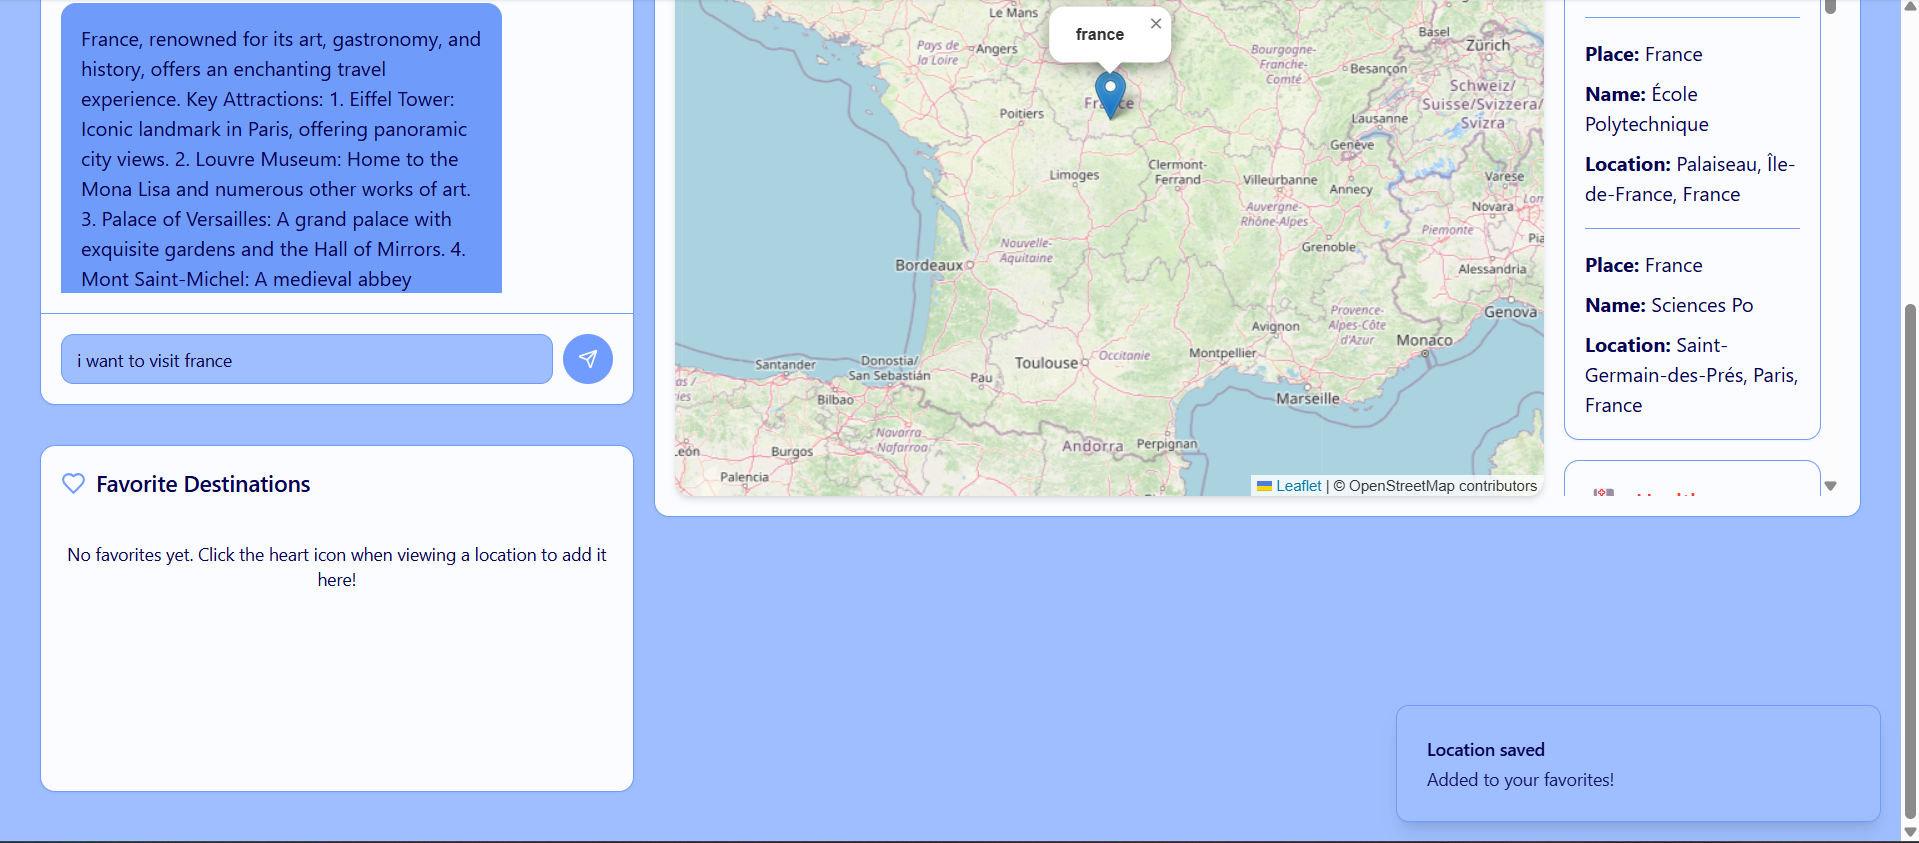 France, renowned for its art, gastronomy, and
history, offers an enchanting travel
experience. Key Attractions: 1. Eiffel Tower:
Iconic landmark in Paris, offering panoramic
city views. 2. Louvre Museum: Home to the
Mona Lisa and numerous other works of art.
3. Palace of Versailles: A grand palace with
exquisite gardens and the Hall of Mirrors. 4.
Mont Saint-Michel: A medieval abbey
i want to visit france
Favorite Destinations
No favorites yet. Click the heart icon when viewing a location to add it
here!
france
Le Mans
Pays de
la Loire
Angers
Bourgogne-
Franche-
Comté
Basel
Zürich
Besançon
Schweiz/
Suisse/Svizzera/
Svizra
Poitiers
Lausanne
Genève
Clermont-
Ferrand
Limoges
Villeurbanne
Annecy
Varese
Novara
Auvergne-
Rhône-Alpes
Piemonte
Nouvelle-
Aquitaine
Grenoble
Bordeaux
Alessandria
Provence-
Alpes-Côte
d'Azur
Genova
Avignon
Monaco
Toulouse
Occitanie
Montpellier
Donostia/
San Sebastián
Santander
Pau
Marseille
Bilbao
Navarra -
Nafarroa
Andorra
Perpignan
Burgos
Palencia
Leaflet | © OpenStreetMap contributors
Place: France
Name: École
Polytechnique
Location: Palaiseau, Île-
de-France, France
Place: France
Name: Sciences Po
Location: Saint-
Germain-des-Prés, Paris,
France
Location saved
Added to your favorites!